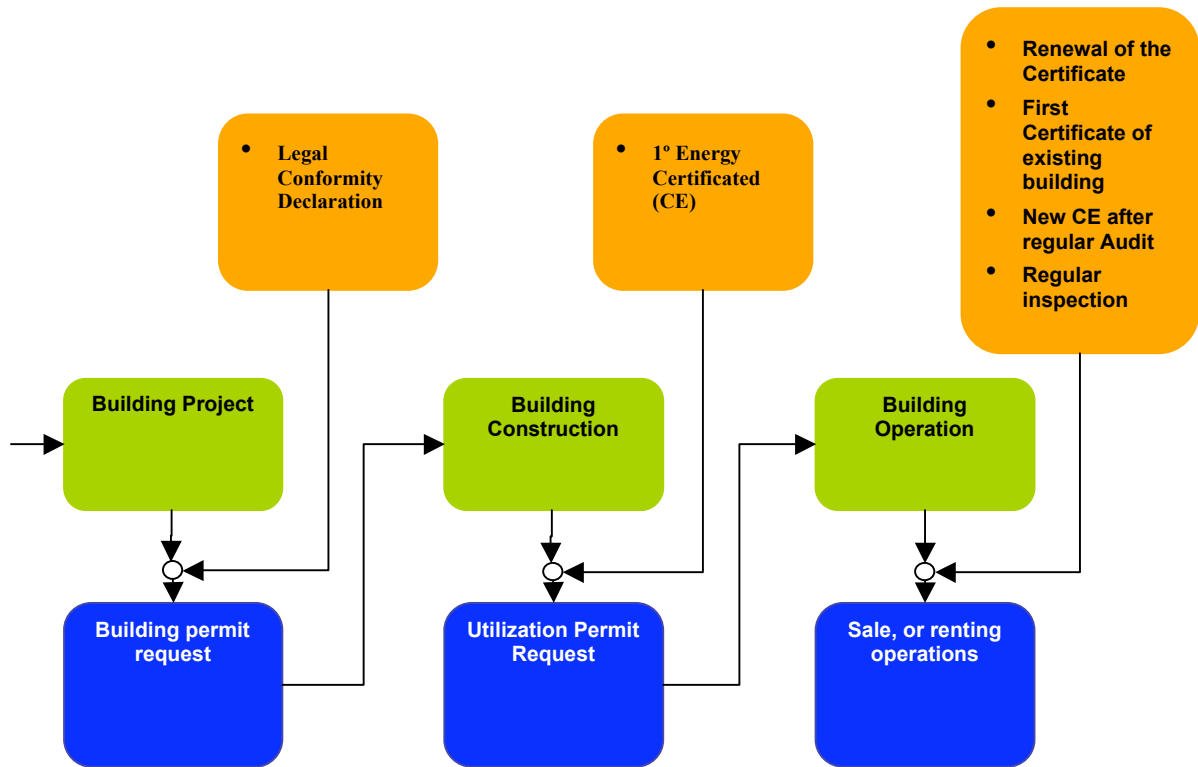 • Renewal of the
Certificate
• First
Certificate of
existing
building
• New CE after
regular Audit
• Regular
inspection
• Legal
Conformity
Declaration
• 1º Energy
Certificated
(CE)
Building Project
Building
Construction
Building
Operation
Building permit
request
Utilization Permit
Request
Sale, or renting
operations